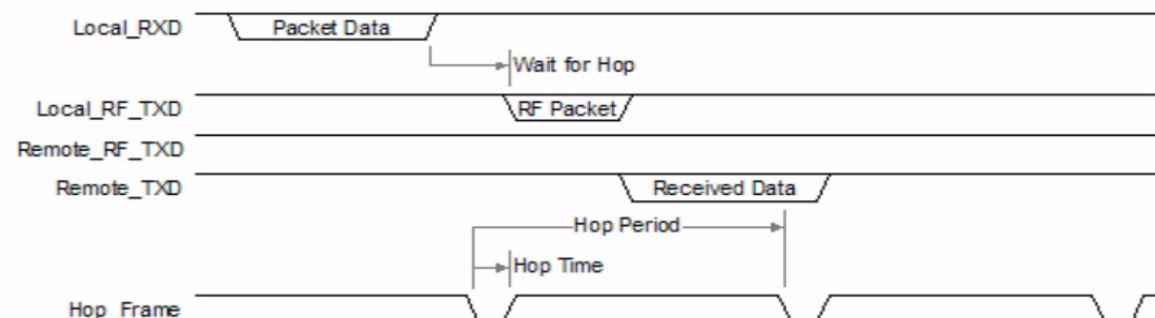 Local_RXD Packet Data
Wait for Hop
Local_RF_TXD RF Packet
Remote_RF_TXD
Remote_TXD Received Data
Hop Period
Hop Time
Hop_Frame